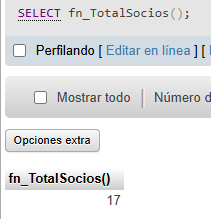 SELECT fn_TotalSocios();
Perfilando [ Editar en línea ] [
Mostrar todo Número d
Opciones extra
fn_TotalSocios()
17